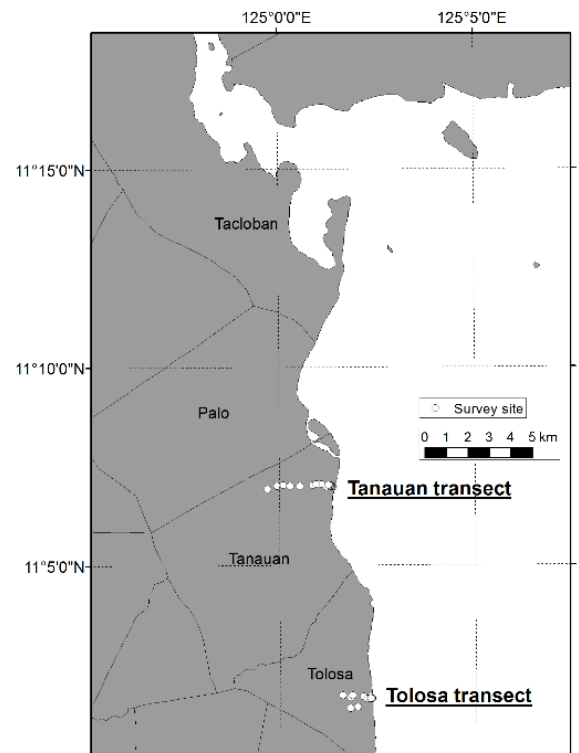 125°0'0"E 125°5'0"E
11°15'0"N
Tacloban
11°10'0"N
Palo
Survey site
0 1 2 3 4 5 km
Tanauan transect
Tanauan
11°5'0"N
Tolosa
Tolosa transect